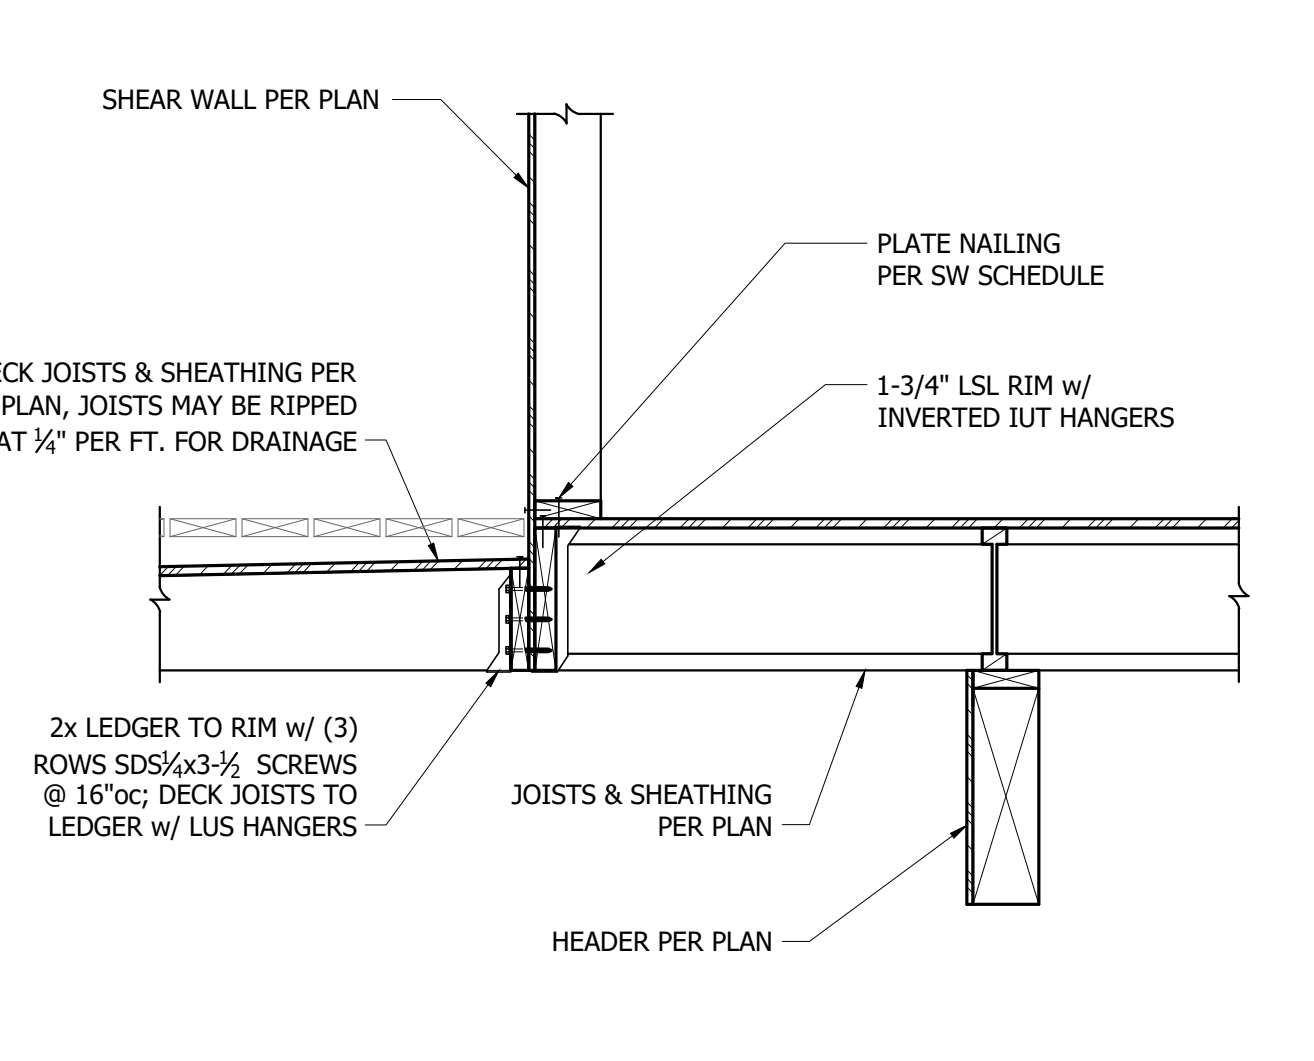 SHEAR WALL PER PLAN
PLATE NAILING
PER SW SCHEDULE
JOISTS & SHEATHING PER
PLAN, JOISTS MAY BE RIPPED
AT ¼" PER FT. FOR DRAINAGE
1-3/4" LSL RIM w/
INVERTED IUT HANGERS
2x LEDGER TO RIM w/ (3)
ROWS SDS¼x3-½ SCREWS
@ 16"oc; DECK JOISTS TO
LEDGER w/ LUS HANGERS
JOISTS & SHEATHING
PER PLAN
HEADER PER PLAN